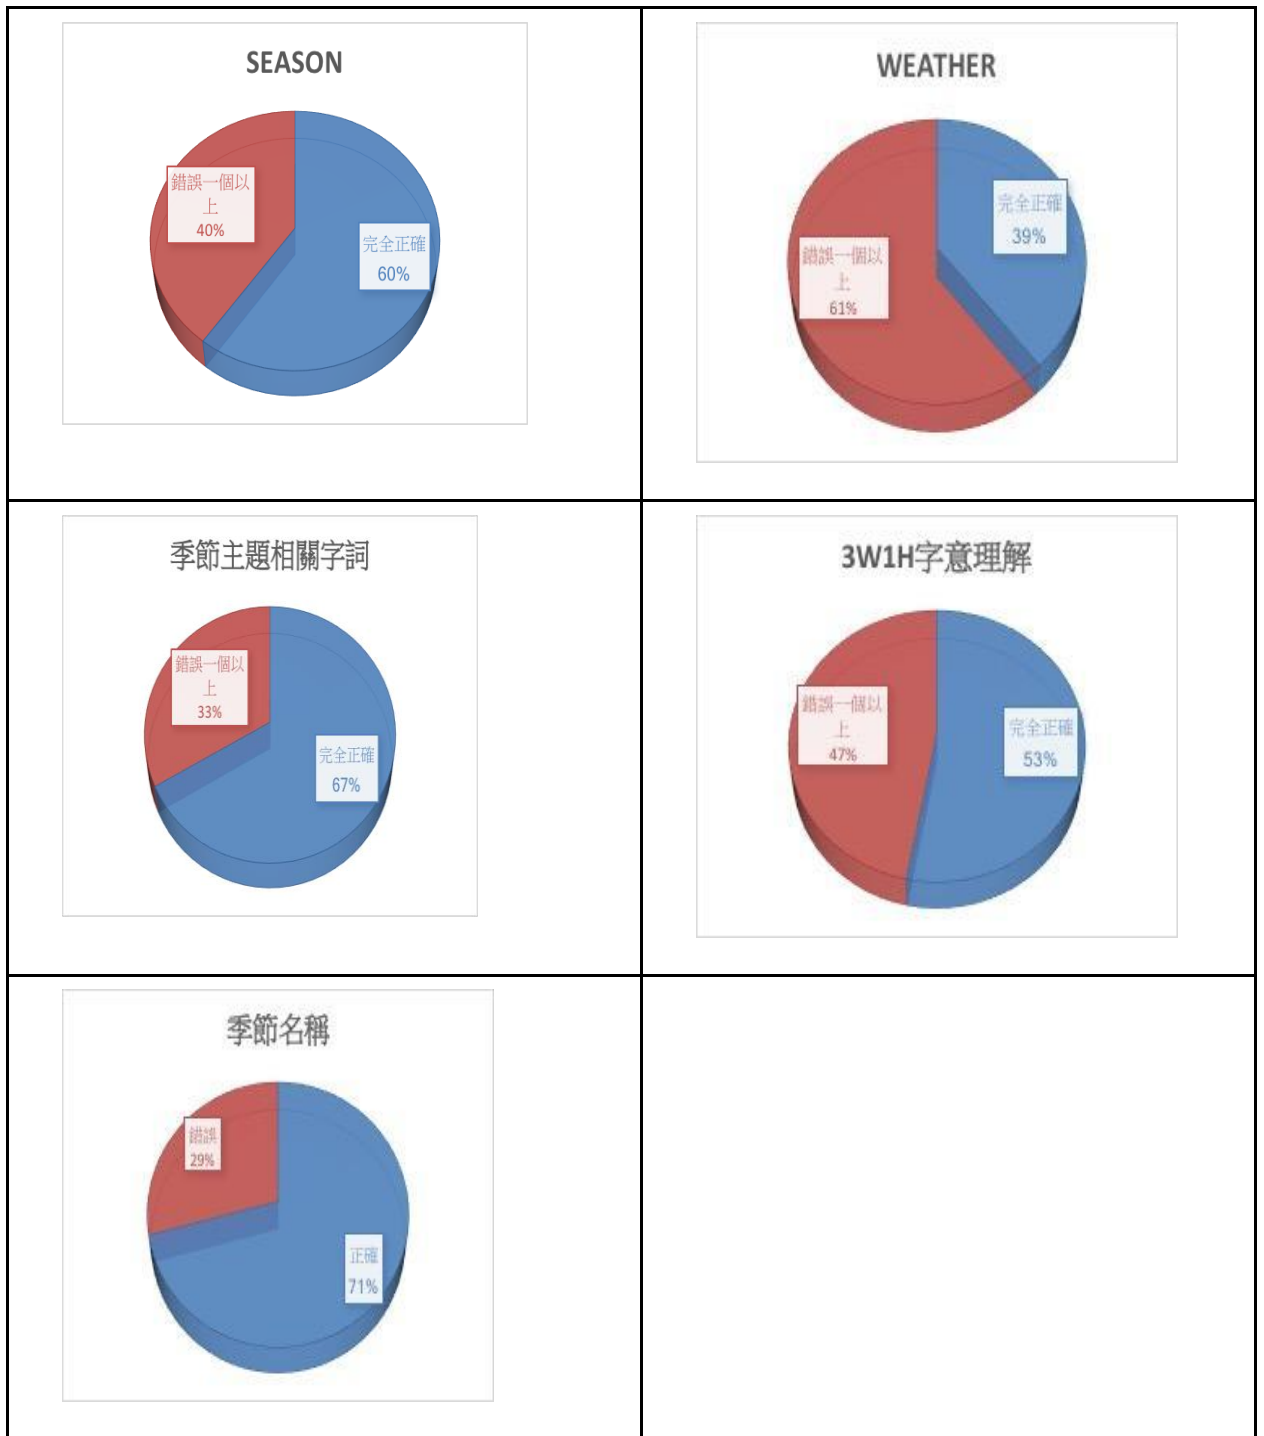 SEASON
錯誤一個以
上
40%
完全正確
60%
WEATHER
完全正確
39%
錯誤一個以
上
61%
季節主題相關字詞
錯誤一個以
上
33%
完全正確
67%
3W1H字意理解
錯誤一個以
上
47%
完全正確
53%
季節名稱
錯誤
29%
正確
71%